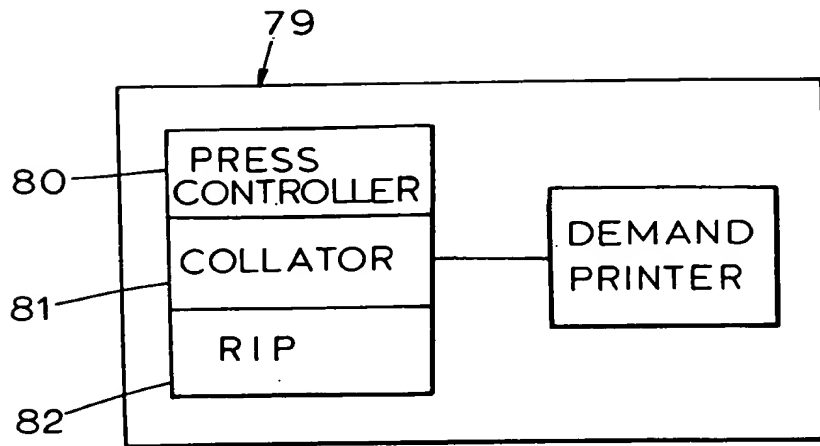 79
80
PRESS
CONTROLLER
81
COLLATOR
82
RIP
DEMAND
PRINTER